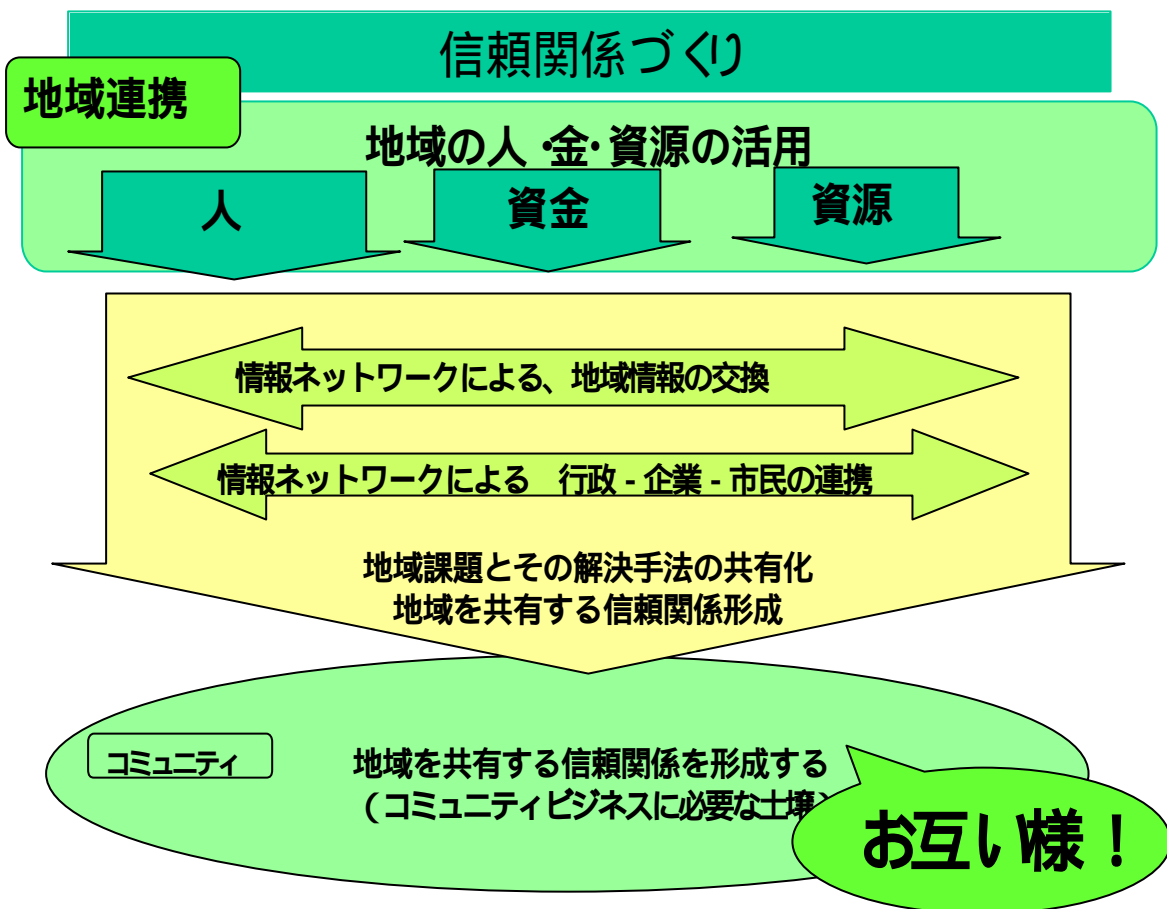 信頼関係づくり
地域連携
地域の人・金・資源の活用
人
資金
資源
情報ネットワークによる、地域情報の交換
情報ネットワークによる 行政 - 企業 - 市民の連携
地域課題とその解決手法の共有化
地域を共有する信頼関係形成
コミュニティ
地域を共有する信頼関係を形成する
(コミュニティビジネスに必要な土壌)
お互い様!